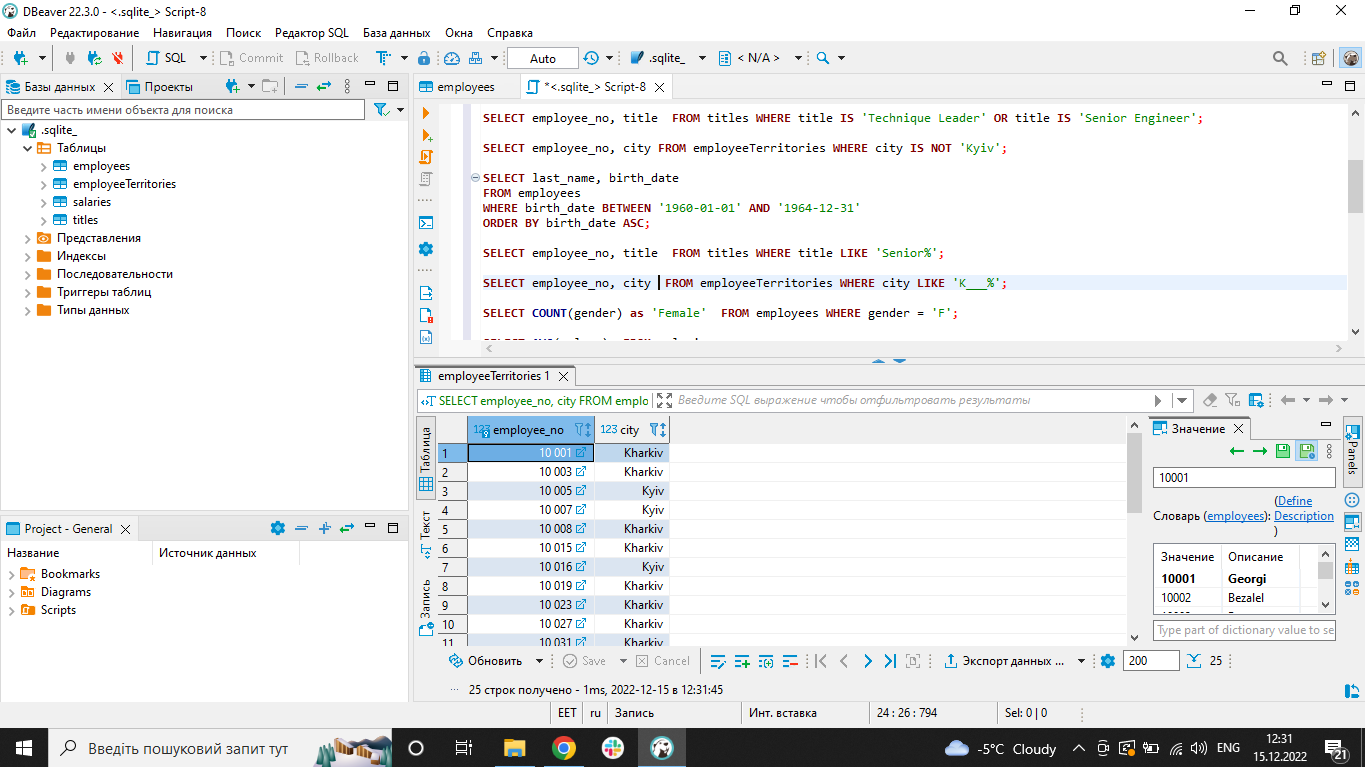 DBeaver 22.3.0 - <.sqlite_> Script-8
Файл Редактирование Навигация Поиск Редактор SQL База данных Окна Справка
SQL Commit Rollback Auto .sqlite_ < N/A >
Базы данных Проекты
Введите часть имени объекта для поиска
.sqlite_
Таблицы
employees
employeeTerritories
salaries
titles
Представления
Индексы
Последовательности
Триггеры таблиц
Типы данных
Project - General
Название Источник данных
Bookmarks
Diagrams
Scripts
employees *<.sqlite_> Script-8
SELECT employee_no, title  FROM titles WHERE title IS 'Technique Leader' OR title IS 'Senior Engineer';
SELECT employee_no, city FROM employeeTerritories WHERE city IS NOT 'Kyiv';
SELECT last_name, birth_date
FROM employees
WHERE birth_date BETWEEN '1960-01-01' AND '1964-12-31'
ORDER BY birth_date ASC;
SELECT employee_no, title  FROM titles WHERE title LIKE 'Senior%';
SELECT employee_no, city  FROM employeeTerritories WHERE city LIKE 'K___%';
SELECT COUNT(gender) as 'Female'  FROM employees WHERE gender = 'F';
employeeTerritories 1
SELECT employee_no, city FROM emplo Введите SQL выражение чтобы отфильтровать результаты
Таблица
Текст
Запись
123 employee_no 123 city
1 10 001 Kharkiv
2 10 003 Kharkiv
3 10 005 Kyiv
4 10 007 Kyiv
5 10 008 Kharkiv
6 10 015 Kharkiv
7 10 016 Kyiv
8 10 019 Kharkiv
9 10 023 Kharkiv
10 10 027 Kharkiv
11 10 031 Kharkiv
Значение
Panels
10001
Словарь (employees): (Define Description)
Значение Описание
10001 Georgi
10002 Bezalel
Type part of dictionary value to se
Обновить Save Cancel Экспорт данных ... 200 25
25 строк получено - 1ms, 2022-12-15 в 12:31:45
EET ru Запись Инт. вставка 24 : 26 : 794 Sel: 0 | 0
Введіть пошуковий запит тут -5°C Cloudy ENG 12:31
15.12.2022 21